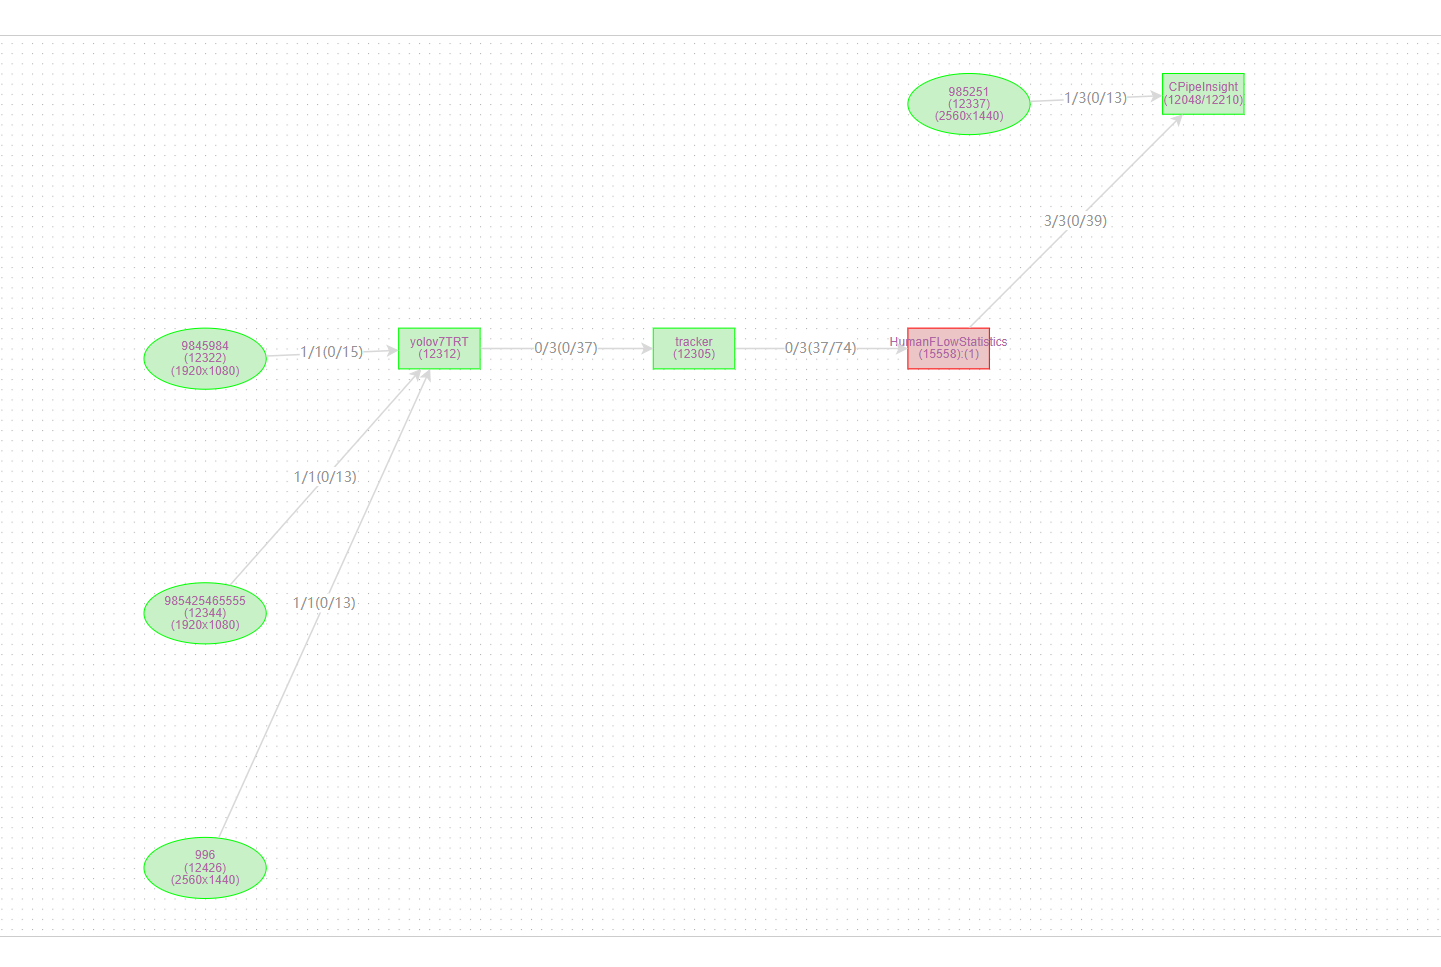 985251
(12337)
(2560x1440)
1/3(0/13)
CPipeInsight
(12048/12210)
3/3(0/39)
9845984
(12322)
(1920x1080)
1/1(0/15)
yolov7TRT
(12312)
0/3(0/37)
tracker
(12305)
0/3(37/74)
HumanFLowStatistics
(15558):(1)
1/1(0/13)
985425465555
(12344)
(1920x1080)
1/1(0/13)
996
(12426)
(2560x1440)